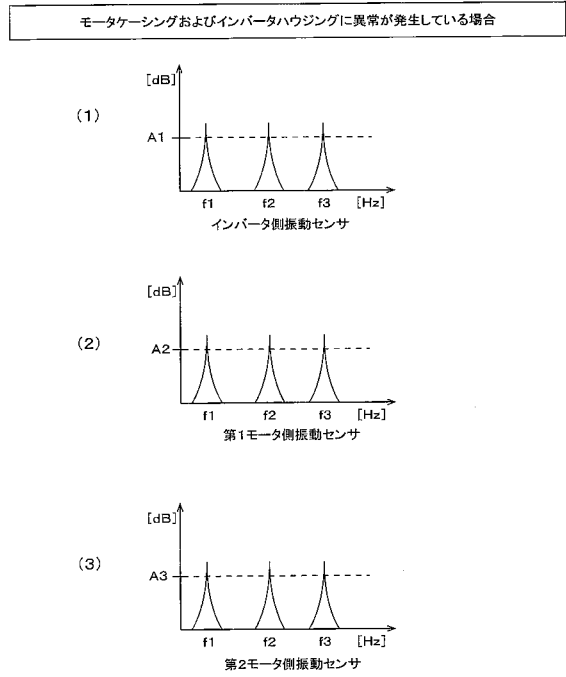 モータケーシングおよびインバータハウジングに異常が発生している場合
(1)
[dB]
A1
f1 f2 f3 [Hz]
インバータ側振動センサ
(2)
[dB]
A2
f1 f2 f3 [Hz]
第1モータ側振動センサ
(3)
[dB]
A3
f1 f2 f3 [Hz]
第2モータ側振動センサ